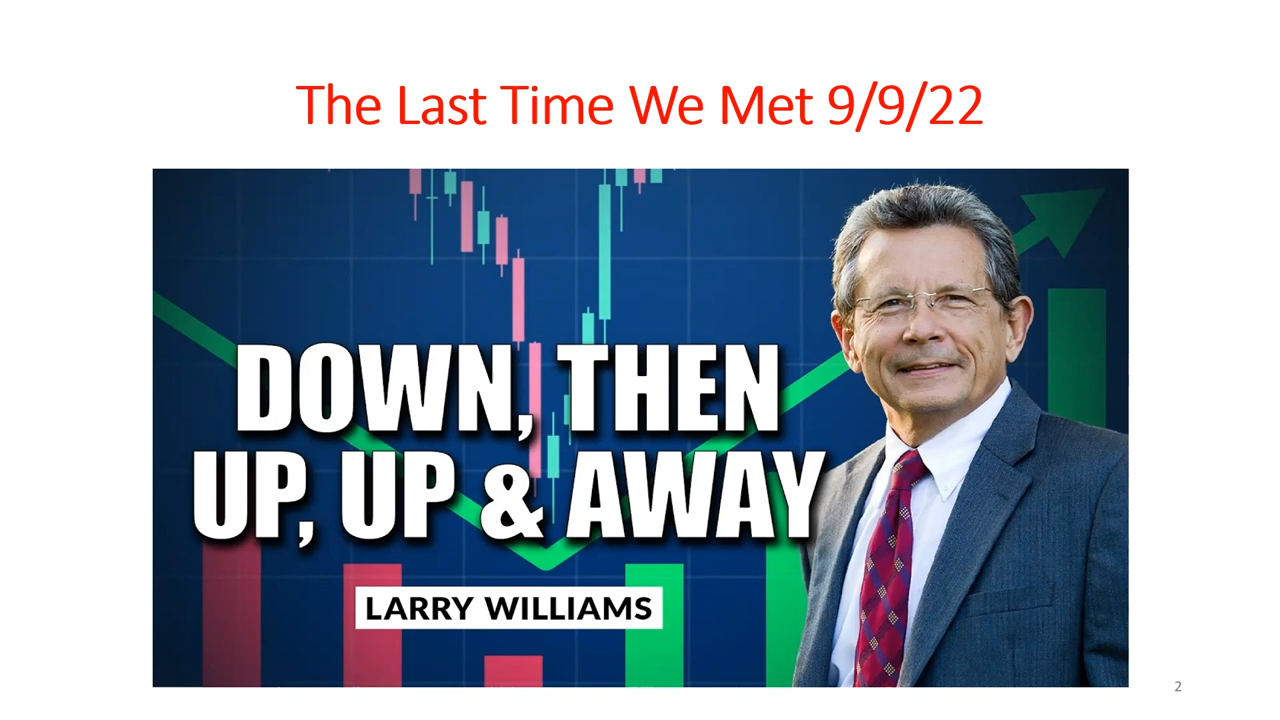 The Last Time We Met 9/9/22
DOWN, THEN
UP, UP & AWAY
LARRY WILLIAMS
2